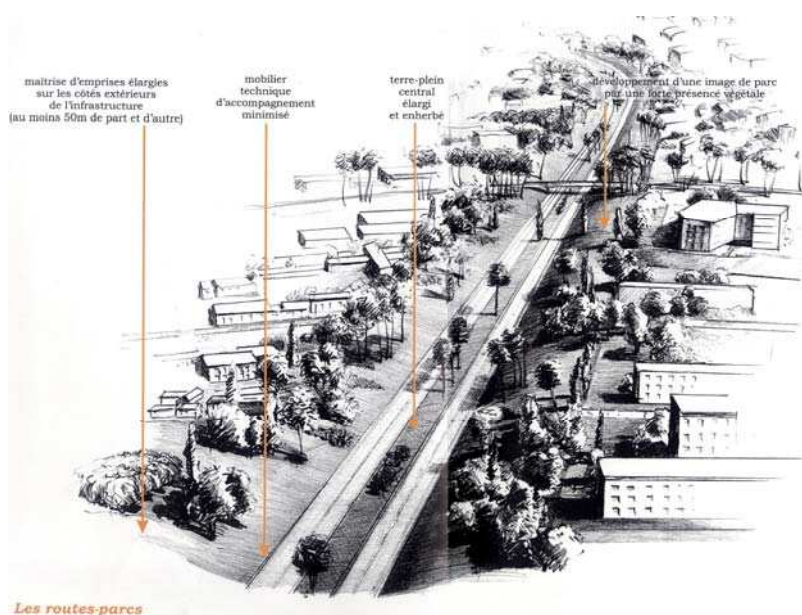 maîtrise d'emprises élargies
sur les côtés extérieurs
de l'infrastructure
(au moins 50m de part et d'autre)
mobilier
technique
d'accompagnement
minimisé
terre-plein
central
élargi
et enherbé
développement d'une image de parc
par une forte présence végétale
Les routes-parcs